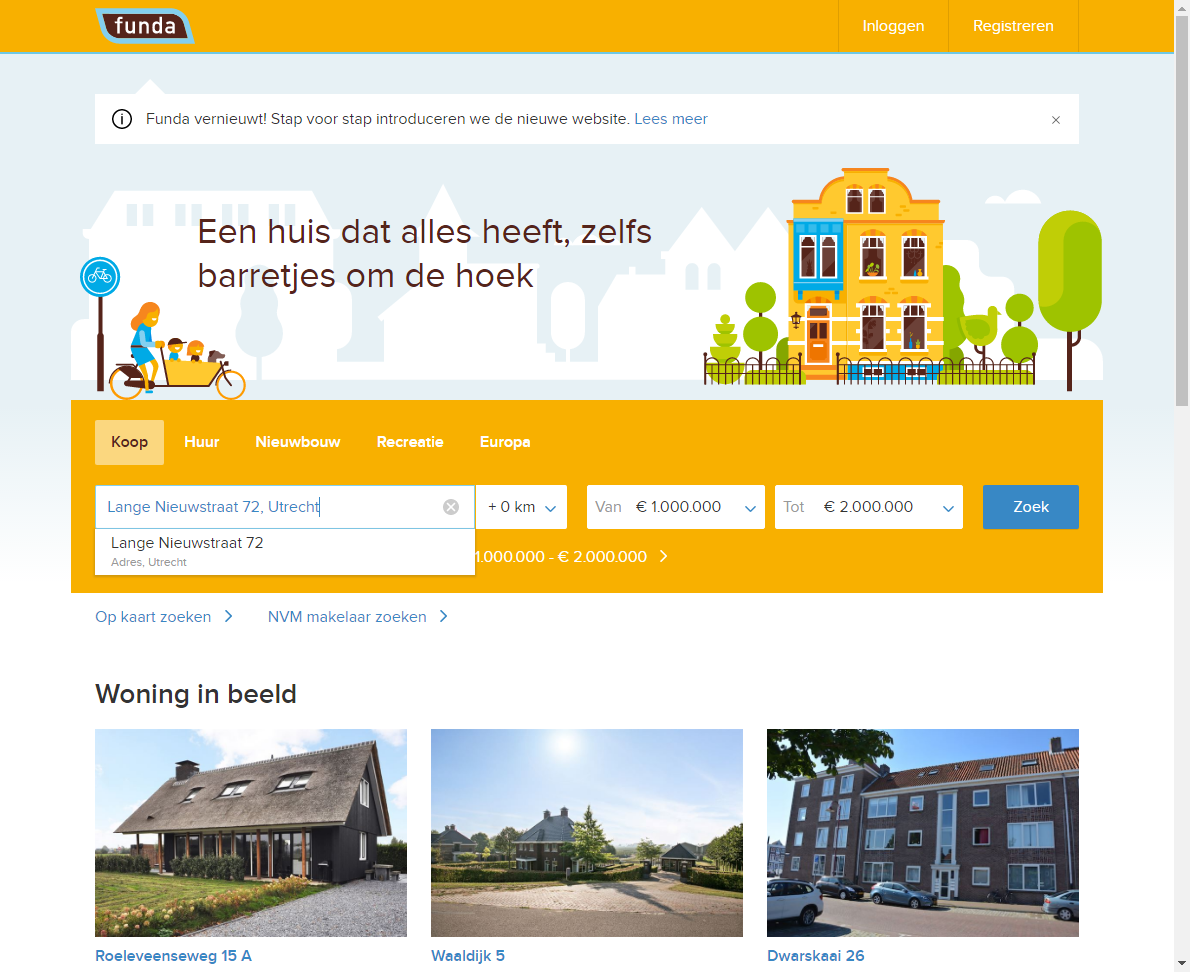 funda
Inloggen
Registreren
Funda vernieuwt! Stap voor stap introduceren we de nieuwe website. Lees meer
Een huis dat alles heeft, zelfs
barretjes om de hoek
Koop Huur Nieuwbouw Recreatie Europa
Lange Nieuwstraat 72, Utrecht + 0 km Van € 1.000.000 Tot € 2.000.000 Zoek
Lange Nieuwstraat 72
Adres, Utrecht
1.000.000 - € 2.000.000
Op kaart zoeken NVM makelaar zoeken
Woning in beeld
Roeleveenseweg 15 A Waaldijk 5 Dwarskaai 26